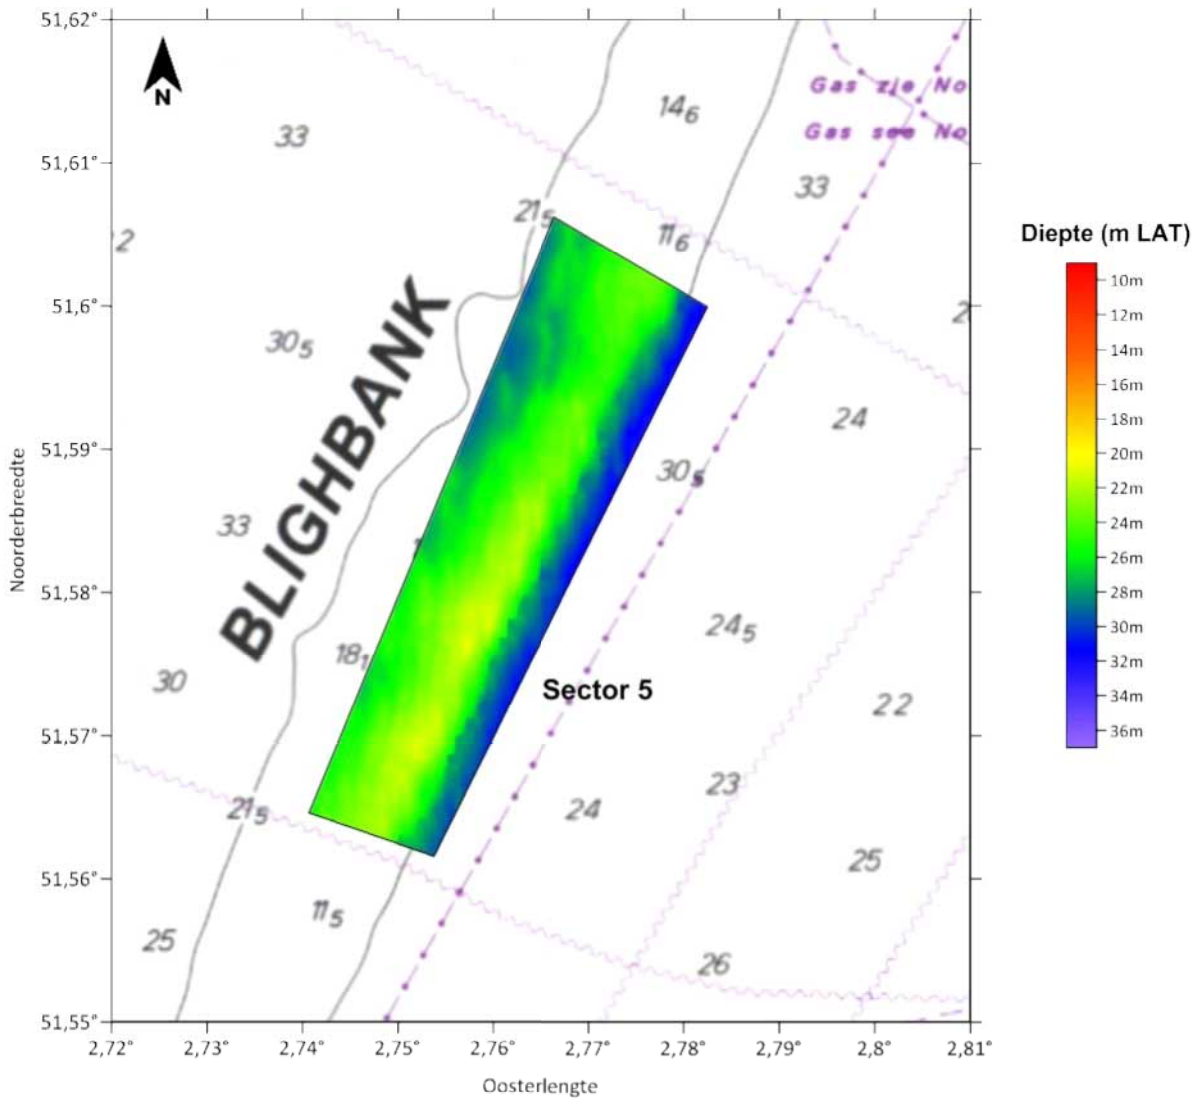 51,62°
N
14₆
Gas zie No
33
Gas see No
51,61°
33
21₅
11₆
2
Diepte (m LAT)
10m
12m
14m
16m
18m
20m
22m
24m
26m
28m
30m
32m
34m
36m
51,6°
30₅
BLIGHBANK
24
51,59°
30₅
33
51,58°
24₅
18₁
30
Sector 5
22
51,57°
23
21₅
24
25
51,56°
11₅
25
26
51,55°
Noorderbreedte
2,72° 2,73° 2,74° 2,75° 2,76° 2,77° 2,78° 2,79° 2,8° 2,81°
Oosterlengte